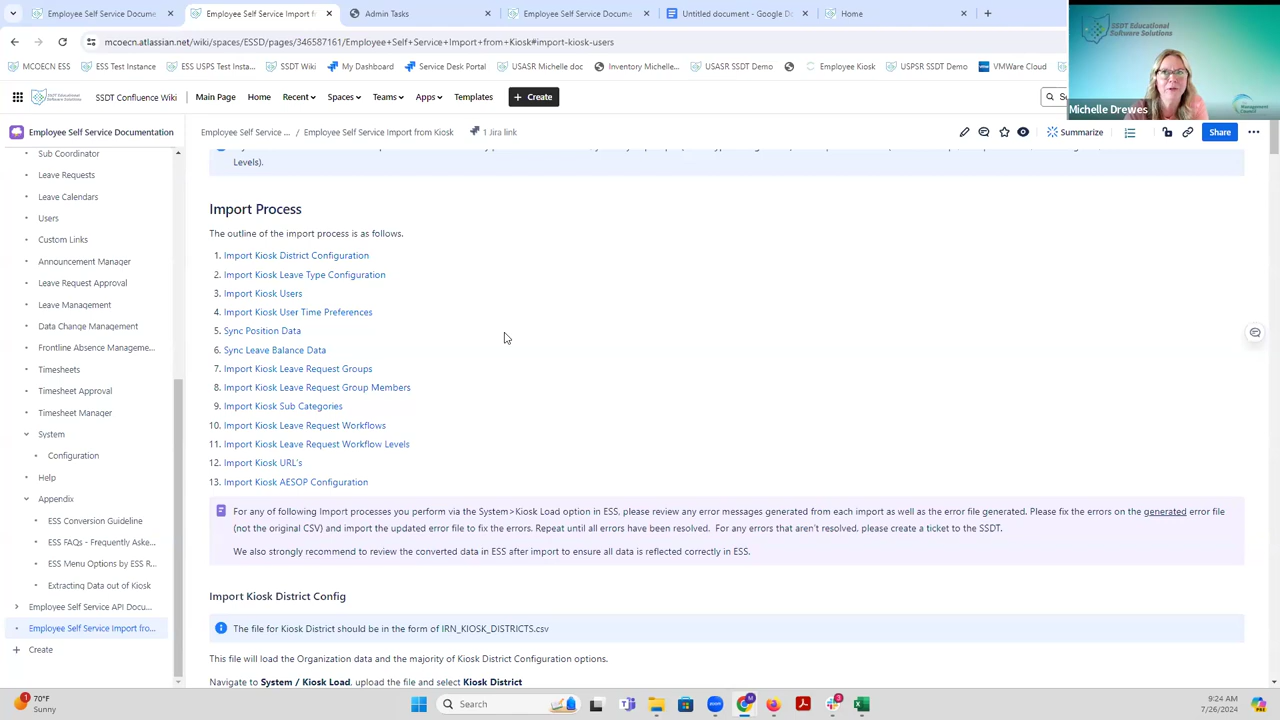 Employee Self Service Docume
Employee Self Service Import fr
Admin Tasks
Employee Self Service Docume
Untitled document - Google Do
Home
mcoecn.atlassian.net/wiki/spaces/ESSD/pages/346587161/Employee+Self+Service+Import+from+Kiosk#import-kiosk-users
MCOECN ESS
ESS Test Instance
ESS USPS Test Insta...
SSDT Wiki
My Dashboard
Service Desk Portal
USASR Michelle doc
Inventory Michelle...
USASR SSDT Demo
Employee Kiosk
USPSR SSDT Demo
VMWare Cloud
SSDT Educational
Software Solutions
Management
Council
Michelle Drewes
SSDT Confluence Wiki
Main Page
Home
Recent
Spaces
Teams
Apps
Templates
+ Create
Employee Self Service Documentation
Employee Self Service ... / Employee Self Service Import from Kiosk
1 Jira link
Summarize
Share
Sub Coordinator
Leave Requests
Leave Calendars
Users
Custom Links
Announcement Manager
Leave Request Approval
Leave Management
Data Change Management
Frontline Absence Manageme...
Timesheets
Timesheet Approval
Timesheet Manager
System
Configuration
Help
Appendix
ESS Conversion Guideline
ESS FAQs - Frequently Aske...
ESS Menu Options by ESS R...
Extracting Data out of Kiosk
Employee Self Service API Docu...
Employee Self Service Import fro...
Create
Levels).
Import Process
The outline of the import process is as follows.
1. Import Kiosk District Configuration
2. Import Kiosk Leave Type Configuration
3. Import Kiosk Users
4. Import Kiosk User Time Preferences
5. Sync Position Data
6. Sync Leave Balance Data
7. Import Kiosk Leave Request Groups
8. Import Kiosk Leave Request Group Members
9. Import Kiosk Sub Categories
10. Import Kiosk Leave Request Workflows
11. Import Kiosk Leave Request Workflow Levels
12. Import Kiosk URL's
13. Import Kiosk AESOP Configuration
For any of following Import processes you perform via the System>Kiosk Load option in ESS, please review any error messages generated from each import as well as the error file generated. Please fix the errors on the generated error file
(not the original CSV) and import the updated error file to fix the errors. Repeat until all errors have been resolved. For any errors that aren't resolved, please create a ticket to the SSDT.
We also strongly recommend to review the converted data in ESS after import to ensure all data is reflected correctly in ESS.
Import Kiosk District Config
The file for Kiosk District should be in the form of IRN_KIOSK_DISTRICTS.csv
This file will load the Organization data and the majority of Kiosk District Configuration options.
Navigate to System / Kiosk Load, upload the file and select Kiosk District
70°F
Sunny
Search
zoom
3
9:24 AM
7/26/2024